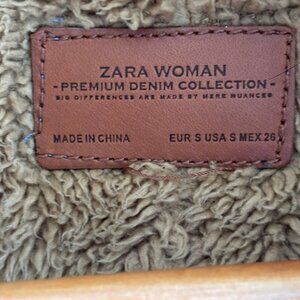 ZARA WOMAN
- PREMIUM DENIM COLLECTION -
BIG DIFFERENCES ARE MADE BY MERE NUANCES
MADE IN CHINA EUR S USA S MEX 26